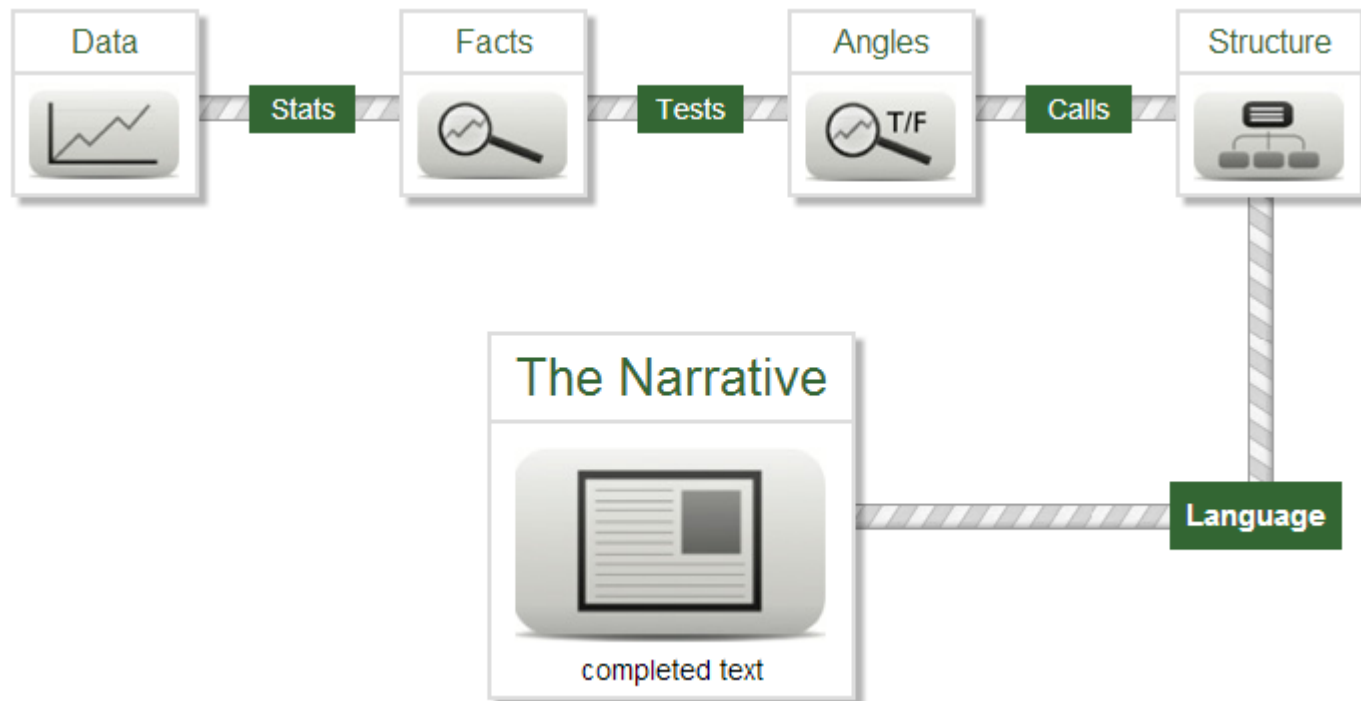 Data
Stats
Facts
Tests
Angles
T/F
Calls
Structure
Language
The Narrative
completed text